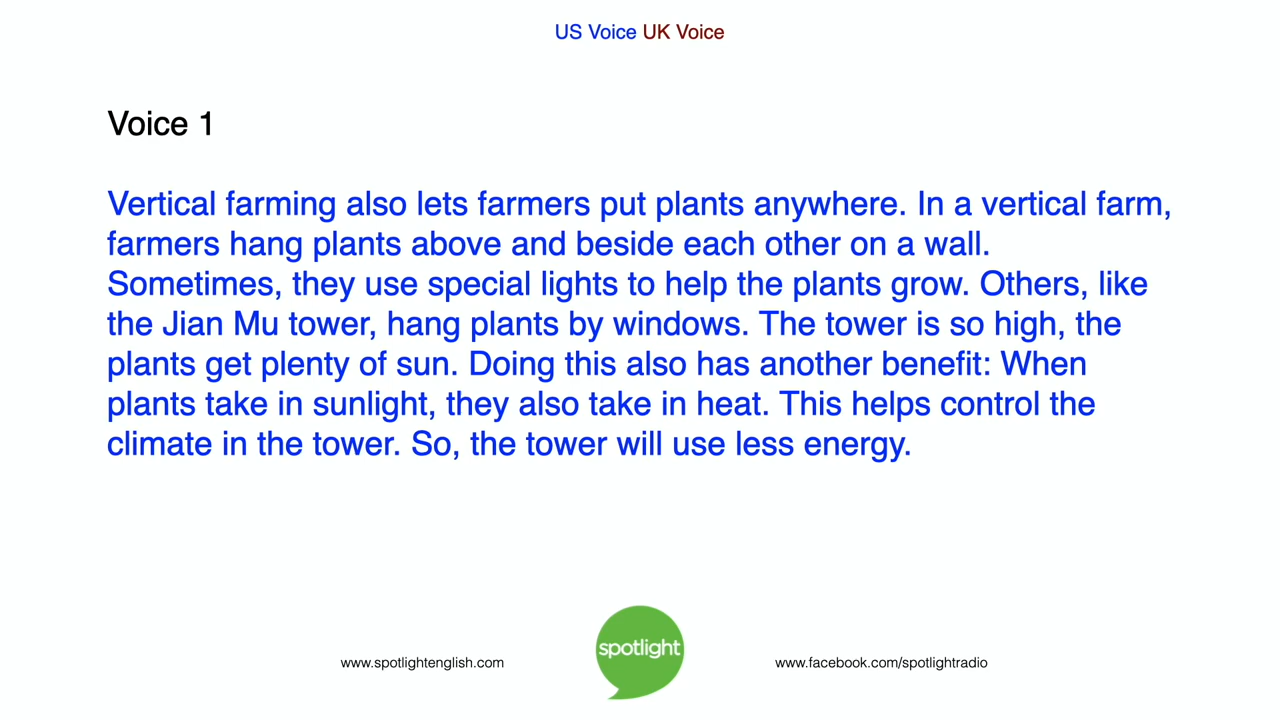 US Voice UK Voice
Voice 1
Vertical farming also lets farmers put plants anywhere. In a vertical farm,
farmers hang plants above and beside each other on a wall.
Sometimes, they use special lights to help the plants grow. Others, like
the Jian Mu tower, hang plants by windows. The tower is so high, the
plants get plenty of sun. Doing this also has another benefit: When
plants take in sunlight, they also take in heat. This helps control the
climate in the tower. So, the tower will use less energy.
spotlight
www.spotlightenglish.com
www.facebook.com/spotlightradio